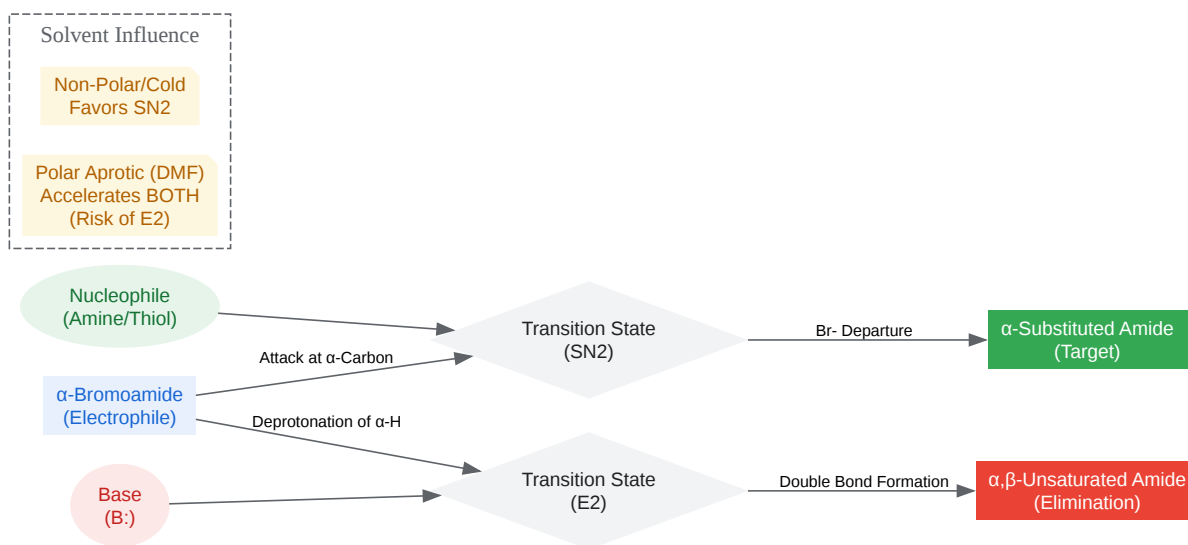 Solvent Influence
Non-Polar/Cold
Favors SN2
Polar Aprotic (DMF)
Accelerates BOTH
(Risk of E2)
Nucleophile
(Amine/Thiol)
Attack at α-Carbon
α-Bromoamide
(Electrophile)
Deprotonation of α-H
Base
(B:)
Transition State
(SN2)
Br- Departure
α-Substituted Amide
(Target)
Transition State
(E2)
Double Bond Formation
α,β-Unsaturated Amide
(Elimination)